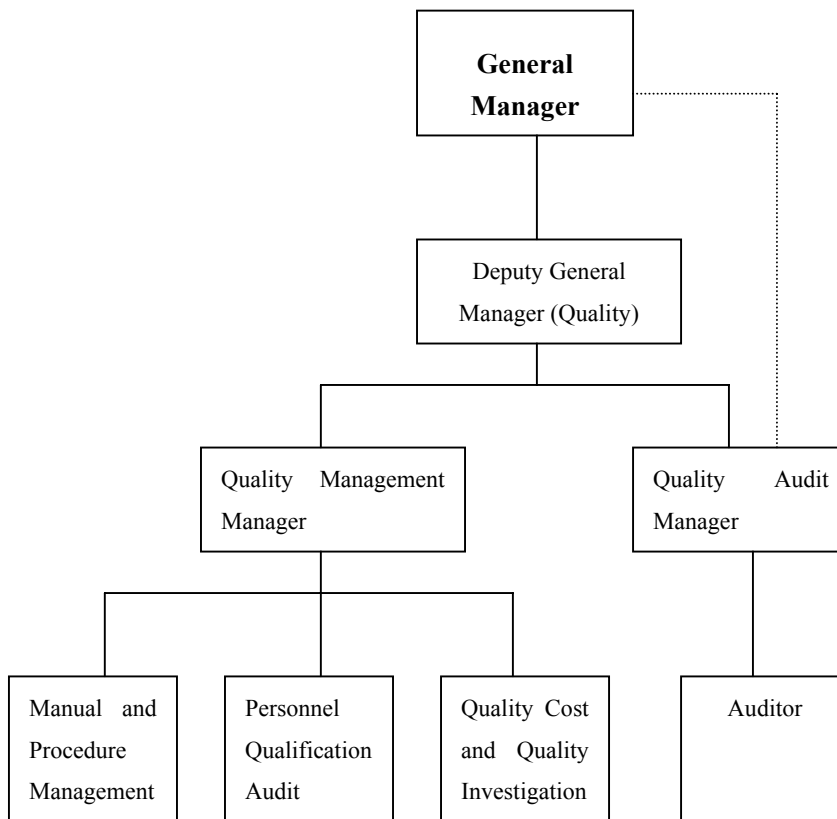 General
Manager
Deputy General
Manager (Quality)
Quality Management
Manager
Quality Audit
Manager
Manual and
Procedure
Management
Personnel
Qualification
Audit
Quality Cost
and Quality
Investigation
Auditor